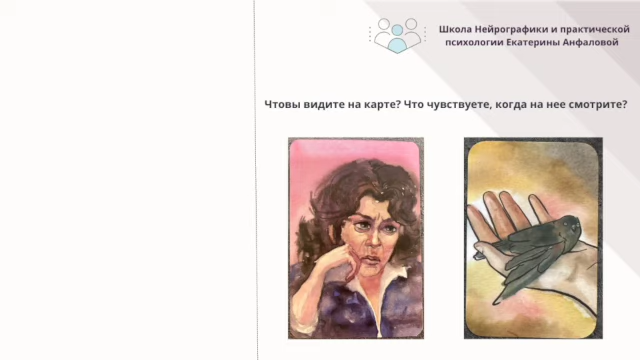 Школа Нейрографики и практической
психологии Екатерины Анфаловой
Чтовы видите на карте? Что чувствуете, когда на нее смотрите?